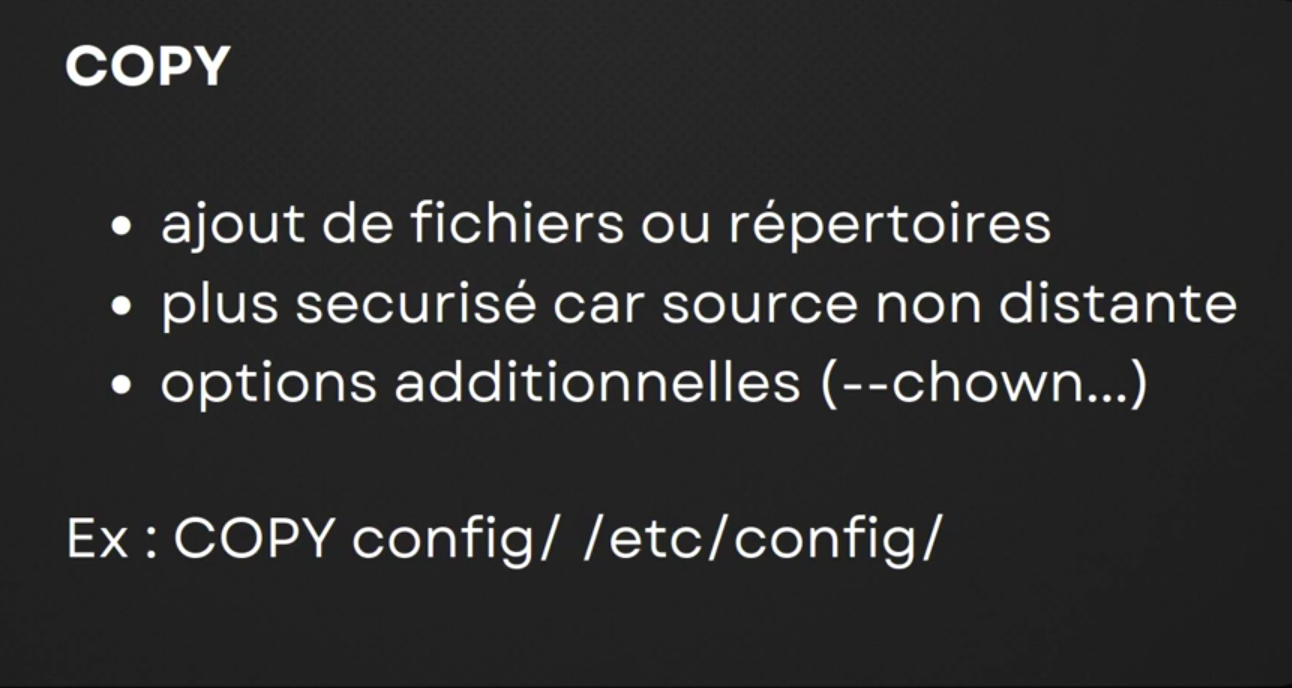 COPY
• ajout de fichiers ou répertoires
• plus securisé car source non distante
• options additionnelles (--chown...)
Ex : COPY config/ /etc/config/